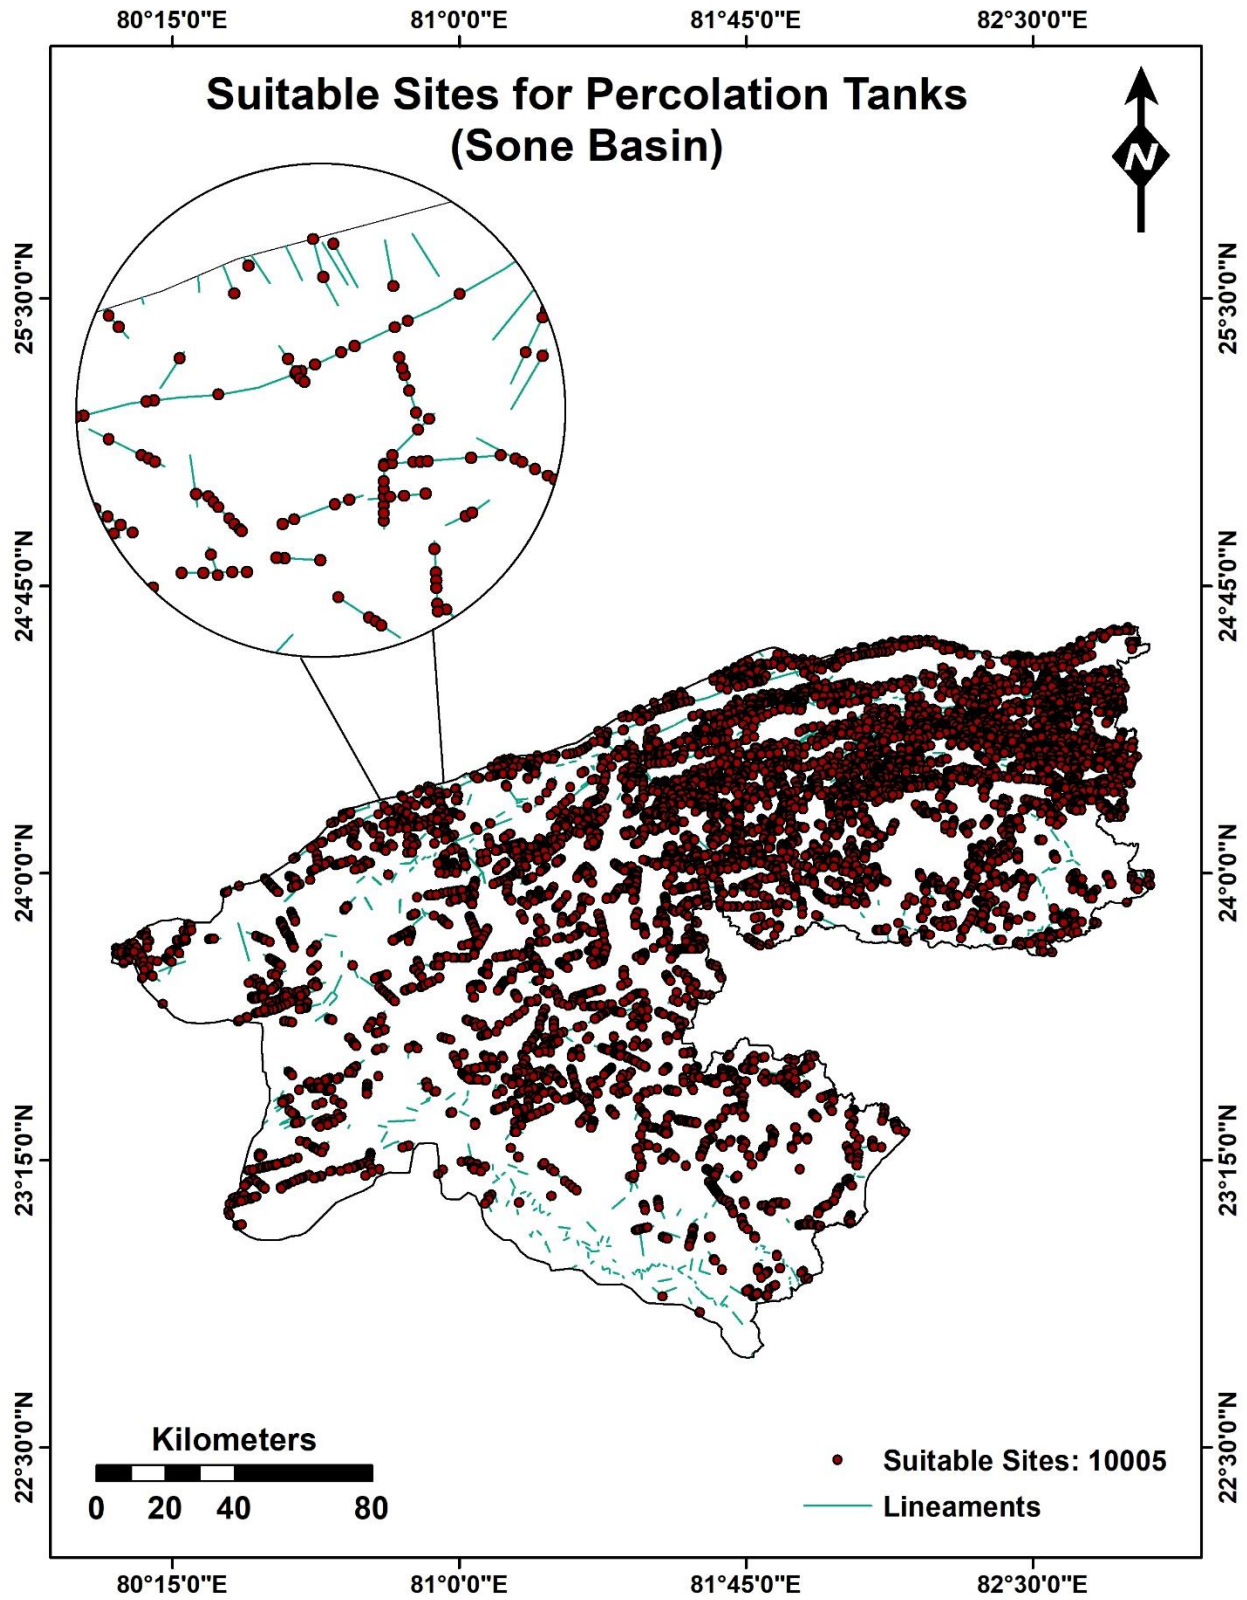 80°15'0"E 81°0'0"E 81°45'0"E 82°30'0"E
Suitable Sites for Percolation Tanks
(Sone Basin)
N
25°30'0"N 25°30'0"N
24°45'0"N 24°45'0"N
24°0'0"N 24°0'0"N
23°15'0"N 23°15'0"N
22°30'0"N 22°30'0"N
Kilometers
0 20 40 80
Suitable Sites: 10005
Lineaments
80°15'0"E 81°0'0"E 81°45'0"E 82°30'0"E